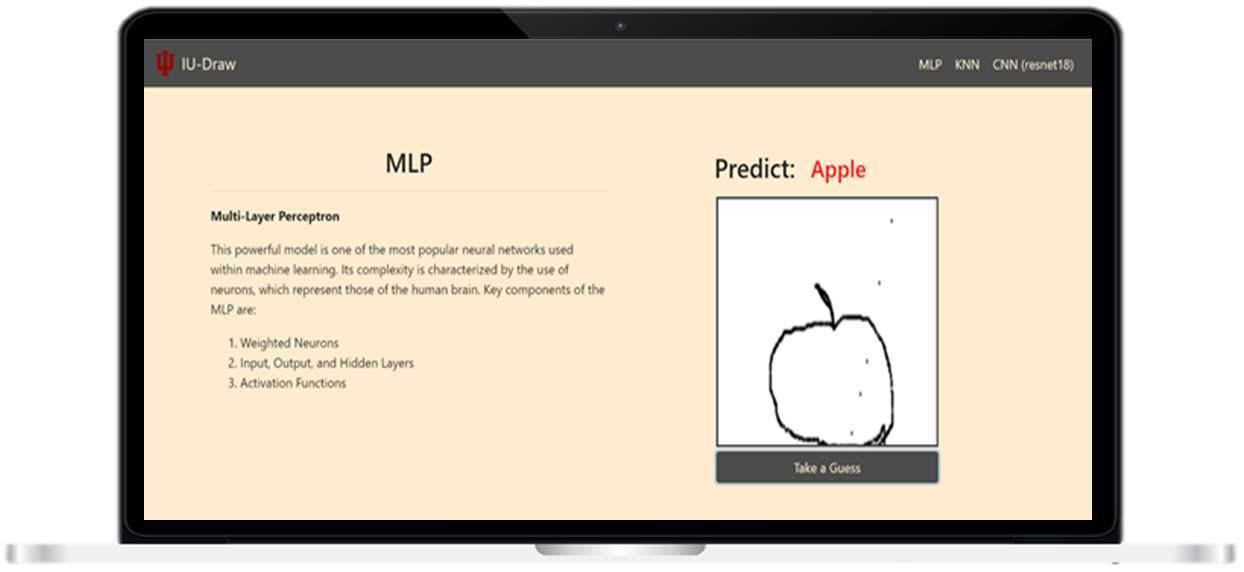 IU-Draw
MLP KNN CNN (resnet18)
MLP
Multi-Layer Perceptron
This powerful model is one of the most popular neural networks used
within machine learning. Its complexity is characterized by the use of
neurons, which represent those of the human brain. Key components of the
MLP are:
1. Weighted Neurons
2. Input, Output, and Hidden Layers
3. Activation Functions
Predict: Apple
Take a Guess